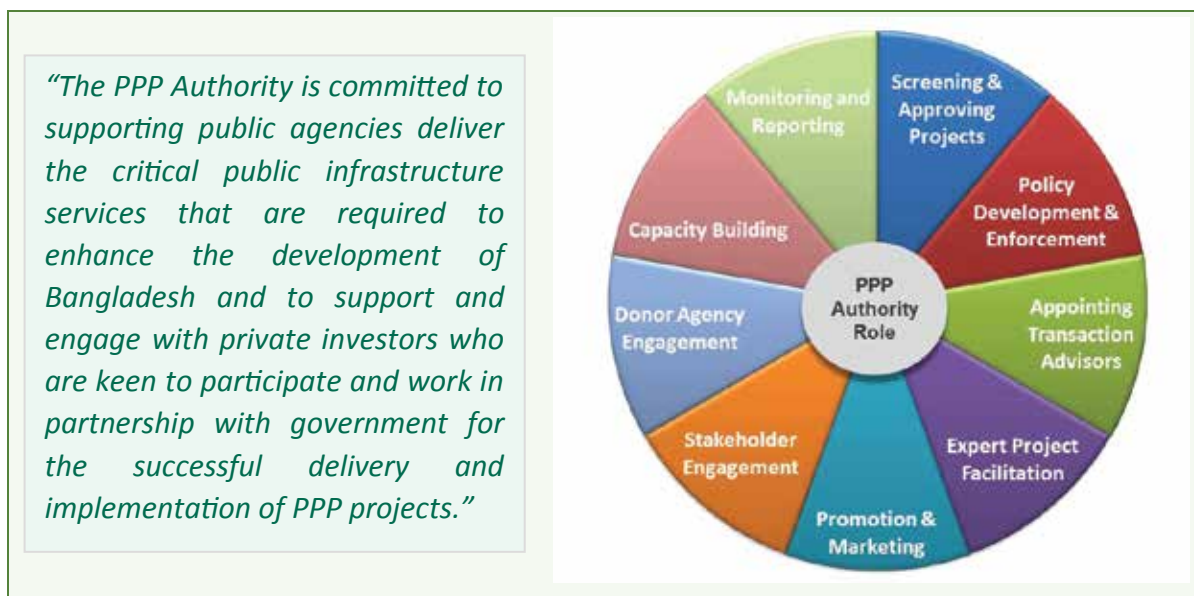 “The PPP Authority is committed to
supporting public agencies deliver
the critical public infrastructure
services that are required to
enhance the development of
Bangladesh and to support and
engage with private investors who
are keen to participate and work in
partnership with government for
the successful delivery and
implementation of PPP projects.”
Screening &
Approving
Projects
Policy
Development &
Enforcement
Appointing
Transaction
Advisors
Expert Project
Facilitation
Promotion &
Marketing
Stakeholder
Engagement
Donor Agency
Engagement
Capacity Building
Monitoring and
Reporting
PPP
Authority
Role